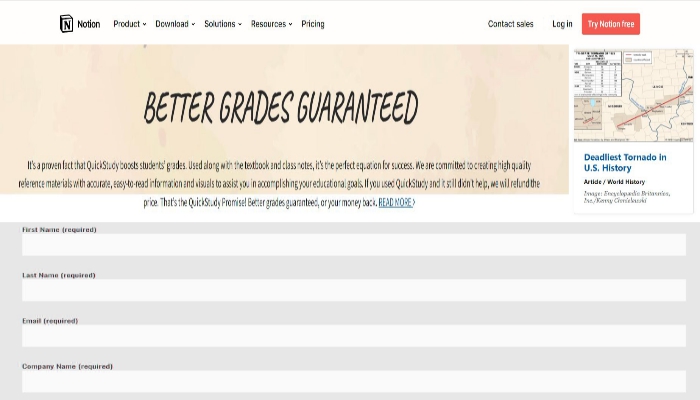 Notion Product Download Solutions Resources Pricing Contact sales Log in Try Notion free
BETTER GRADES GUARANTEED
It's a proven fact that QuickStudy boosts students' grades. Used along with the textbook and class notes, it's the perfect equation for success. We are committed to creating high quality
reference materials with accurate, easy-to-read information and visuals to assist you in accomplishing your educational goals. If you used QuickStudy and it still didn't help, we will refund the
price. That's the QuickStudy Promise! Better grades guaranteed, or your money back. READ MORE >
Deadliest Tornado in
U.S. History
Article / World History
Image: Encyclopædia Britannica,
Inc./Kenny Chmielewski
First Name (required)
Last Name (required)
Email (required)
Company Name (required)